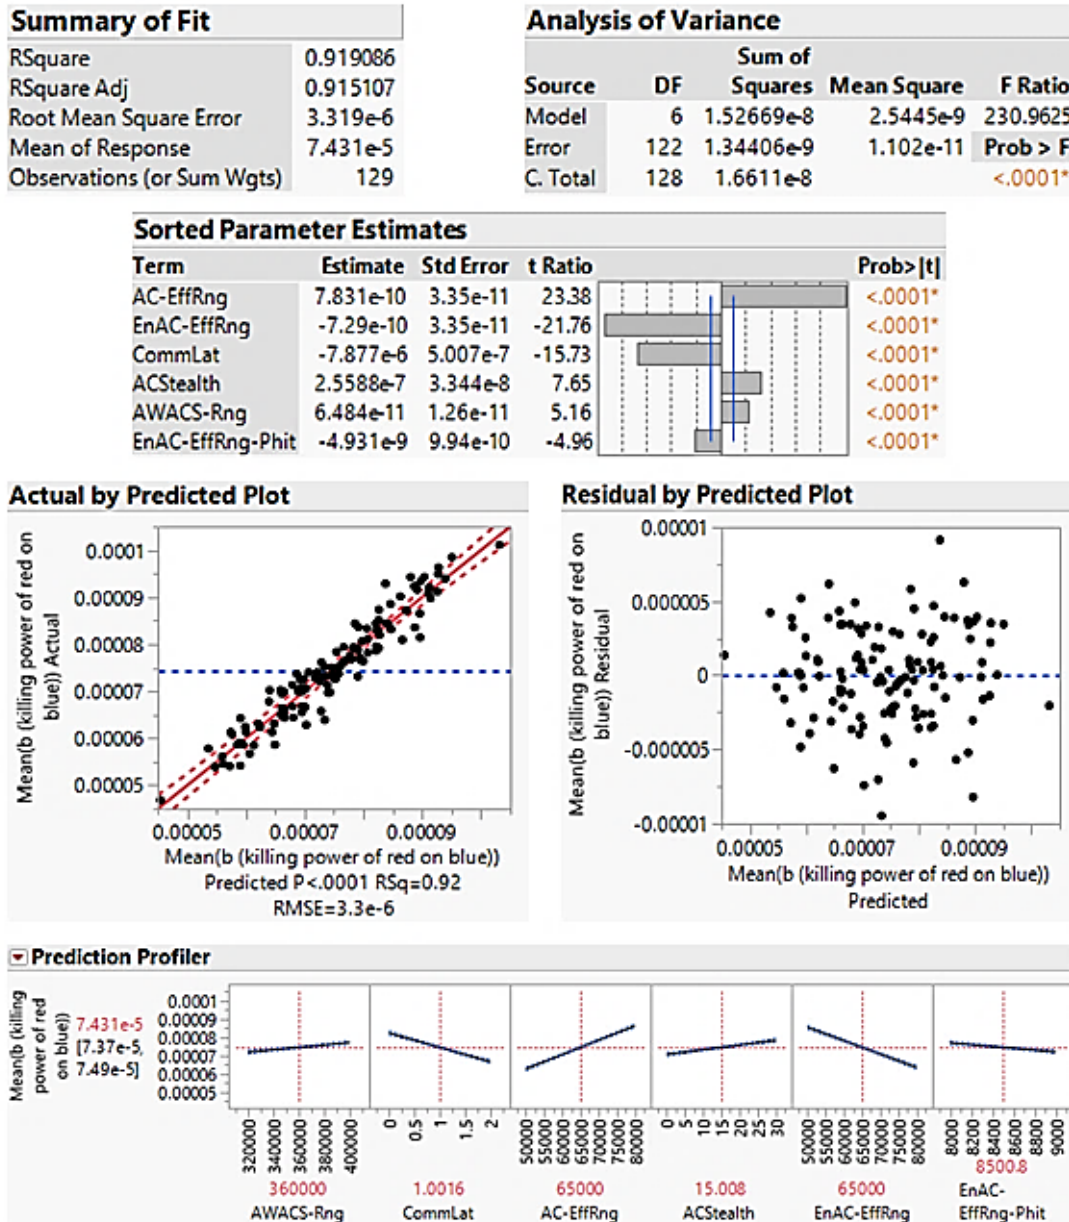 Summary of Fit
RSquare 0.919086
RSquare Adj 0.915107
Root Mean Square Error 3.319e-6
Mean of Response 7.431e-5
Observations (or Sum Wgts) 129
Analysis of Variance
Sum of
Source DF Squares Mean Square F Ratio
Model 6 1.52669e-8 2.5445e-9 230.9625
Error 122 1.34406e-9 1.102e-11 Prob > F
C. Total 128 1.6611e-8 <.0001*
Sorted Parameter Estimates
Term Estimate Std Error t Ratio Prob>|t|
AC-EffRng 7.831e-10 3.35e-11 23.38 <.0001*
EnAC-EffRng -7.29e-10 3.35e-11 -21.76 <.0001*
CommLat -7.877e-6 5.007e-7 -15.73 <.0001*
ACStealth 2.5588e-7 3.344e-8 7.65 <.0001*
AWACS-Rng 6.484e-11 1.26e-11 5.16 <.0001*
EnAC-EffRng-Phit -4.931e-9 9.94e-10 -4.96 <.0001*
Actual by Predicted Plot
Mean(b (killing power of red on
blue)) Actual
0.0001
0.00009
0.00008
0.00007
0.00006
0.00005
0.00005 0.00007 0.00009
Mean(b (killing power of red on blue))
Predicted P<.0001 RSq=0.92
RMSE=3.3e-6
Residual by Predicted Plot
Mean(b (killing power of red on
blue)) Residual
0.00001
0.000005
0
-0.000005
-0.00001
0.00005 0.00007 0.00009
Mean(b (killing power of red on blue))
Predicted
Prediction Profiler
Mean(b (killing
power of red
on blue))
7.431e-5
[7.37e-5,
7.49e-5]
0.0001
0.00009
0.00008
0.00007
0.00006
0.00005
320000 340000 360000 380000 400000
0 0.5 1 1.5 2
50000 55000 60000 65000 70000 75000 80000
0 5 10 15 20 25 30
50000 55000 60000 65000 70000 75000 80000
8000 8200 8400 8600 8800 9000
360000 1.0016 65000 15.008 65000 8500.8
AWACS-Rng CommLat AC-EffRng ACStealth EnAC-EffRng EnAC-
EffRng-Phit